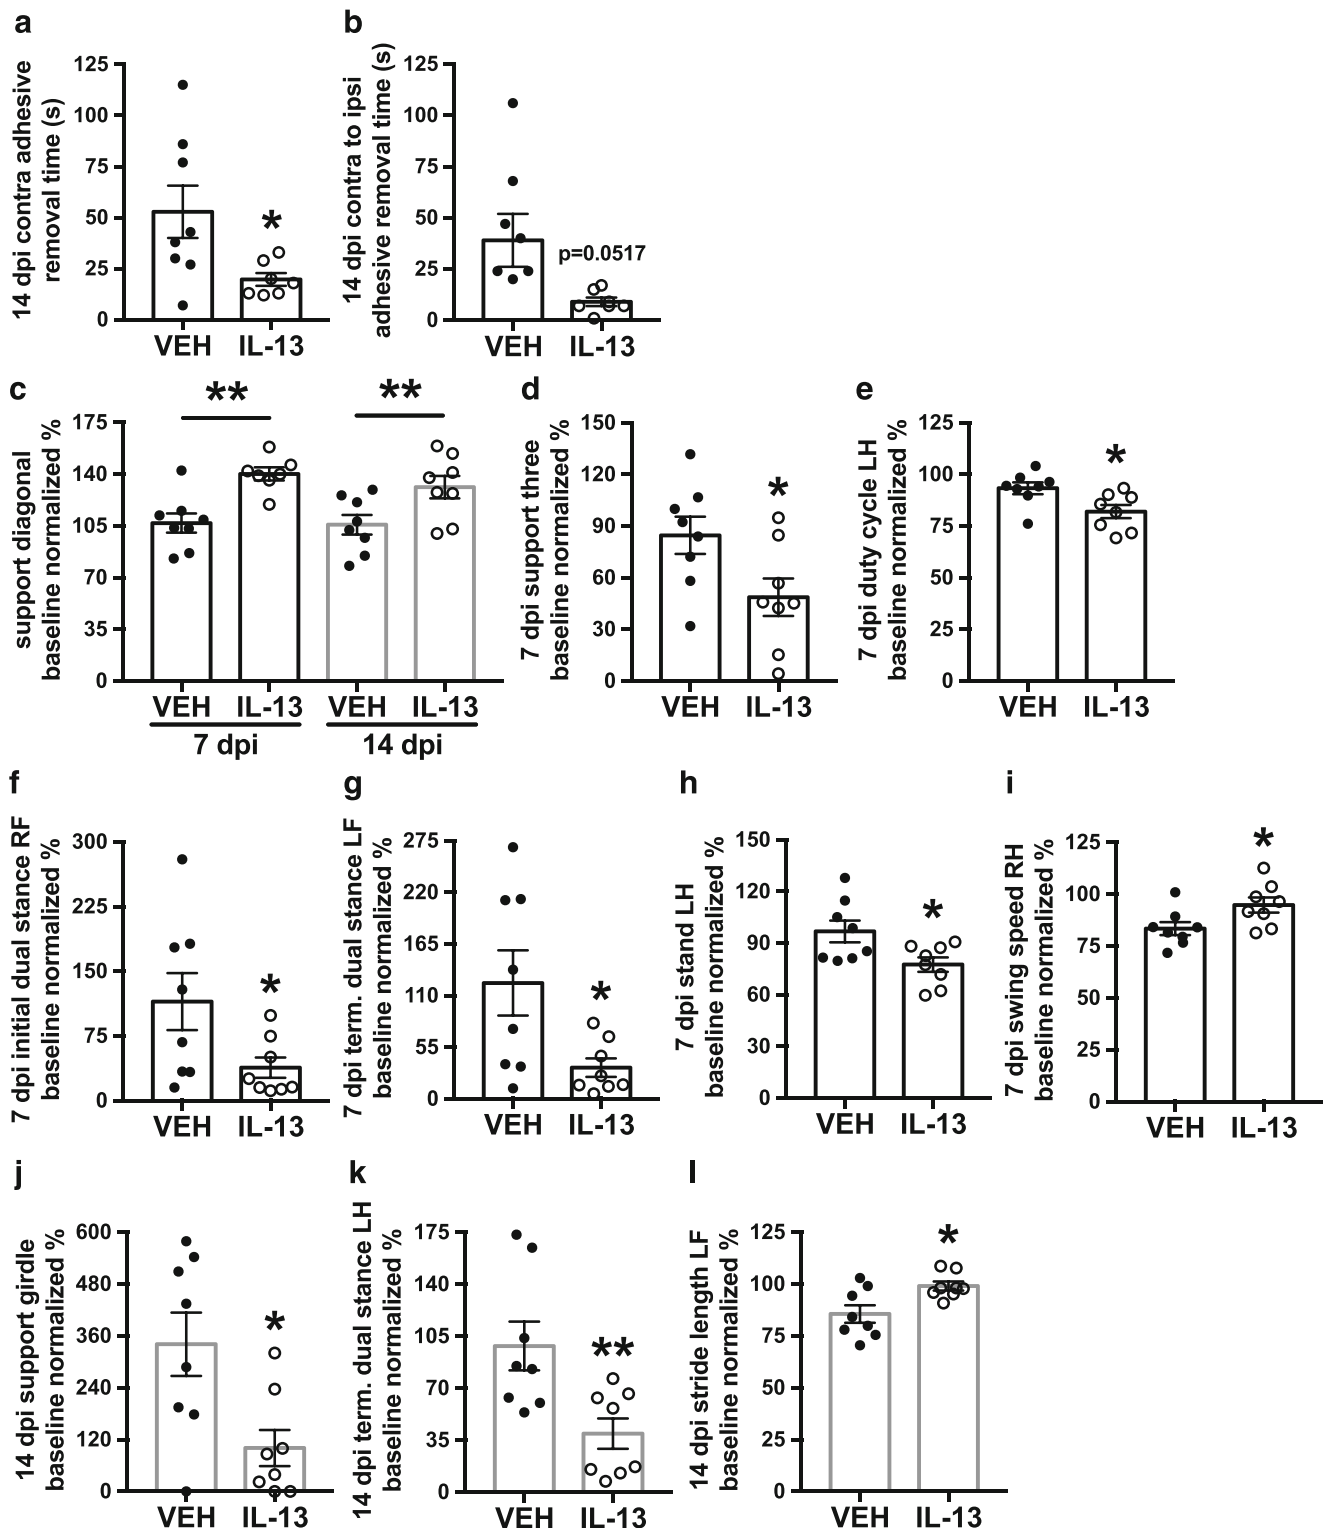 a
14 dpi contra adhesive
removal time (s)
125
100
75
50
25
0
*
VEH
IL-13
b
14 dpi contra to ipsi
adhesive removal time (s)
125
100
75
50
25
0
p=0.0517
VEH
IL-13
c
support diagonal
baseline normalized %
175
140
105
70
35
0
**
**
VEH IL-13 VEH IL-13
7 dpi 14 dpi
d
7 dpi support three
baseline normalized %
150
120
90
60
30
0
*
VEH
IL-13
e
7 dpi duty cycle LH
baseline normalized %
125
100
75
50
25
0
*
VEH
IL-13
f
7 dpi initial dual stance RF
baseline normalized %
300
225
150
75
0
*
VEH
IL-13
g
7 dpi term. dual stance LF
baseline normalized %
275
220
165
110
55
0
*
VEH
IL-13
h
7 dpi stand LH
baseline normalized %
150
120
90
60
30
0
*
VEH
IL-13
i
7 dpi swing speed RH
baseline normalized %
125
100
75
50
25
0
*
VEH
IL-13
j
14 dpi support girdle
baseline normalized %
600
480
360
240
120
0
*
VEH
IL-13
k
14 dpi term. dual stance LH
baseline normalized %
175
140
105
70
35
0
**
VEH
IL-13
l
14 dpi stride length LF
baseline normalized %
125
100
75
50
25
0
*
VEH
IL-13